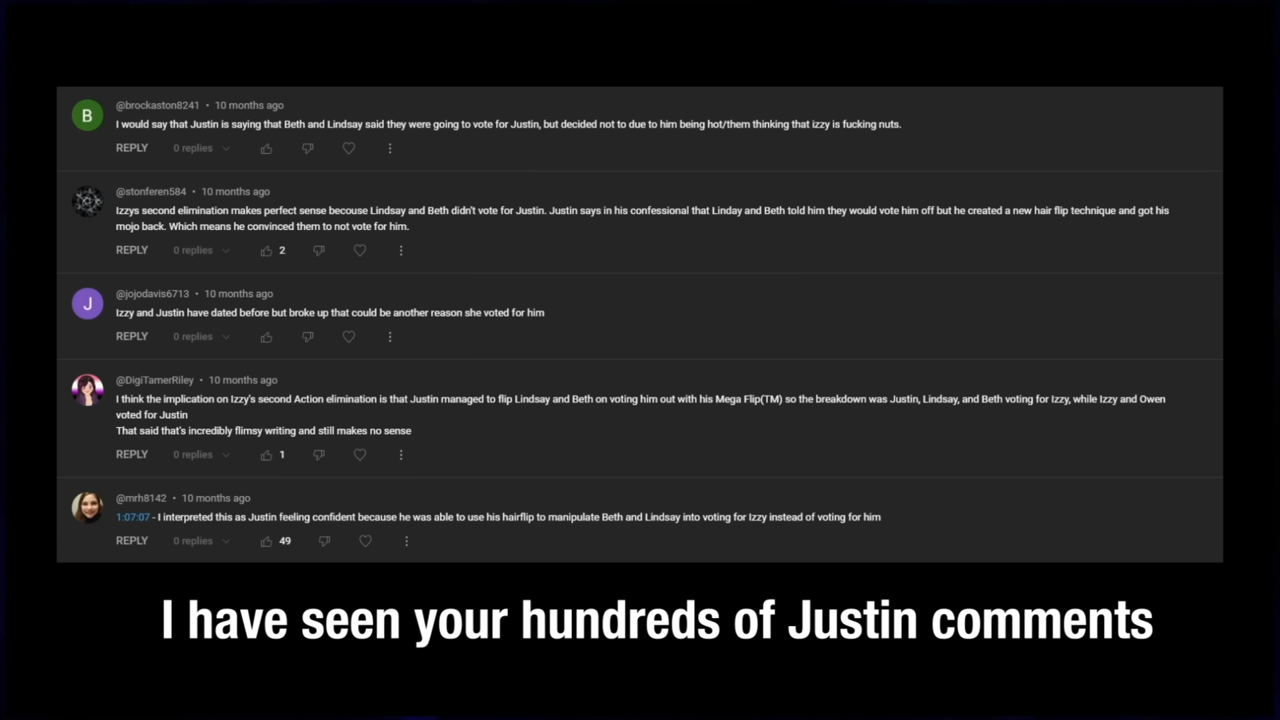 B
@brockaston8241 • 10 months ago
I would say that Justin is saying that Beth and Lindsay said they were going to vote for Justin, but decided not to due to him being hot/them thinking that izzy is fucking nuts.
REPLY 0 replies
@stonferen584 • 10 months ago
Izzys second elimination makes perfect sense becouse Lindsay and Beth didn't vote for Justin. Justin says in his confessional that Linday and Beth told him they would vote him off but he created a new hair flip technique and got his
mojo back. Which means he convinced them to not vote for him.
REPLY 0 replies 2
J
@jojodavis6713 • 10 months ago
Izzy and Justin have dated before but broke up that could be another reason she voted for him
REPLY 0 replies
@DigiTamerRiley • 10 months ago
I think the implication on Izzy's second Action elimination is that Justin managed to flip Lindsay and Beth on voting him out with his Mega Flip(TM) so the breakdown was Justin, Lindsay, and Beth voting for Izzy, while Izzy and Owen
voted for Justin
That said that's incredibly flimsy writing and still makes no sense
REPLY 0 replies 1
@mrh8142 • 10 months ago
1:07:07 - I interpreted this as Justin feeling confident because he was able to use his hairflip to manipulate Beth and Lindsay into voting for Izzy instead of voting for him
REPLY 0 replies 49
I have seen your hundreds of Justin comments